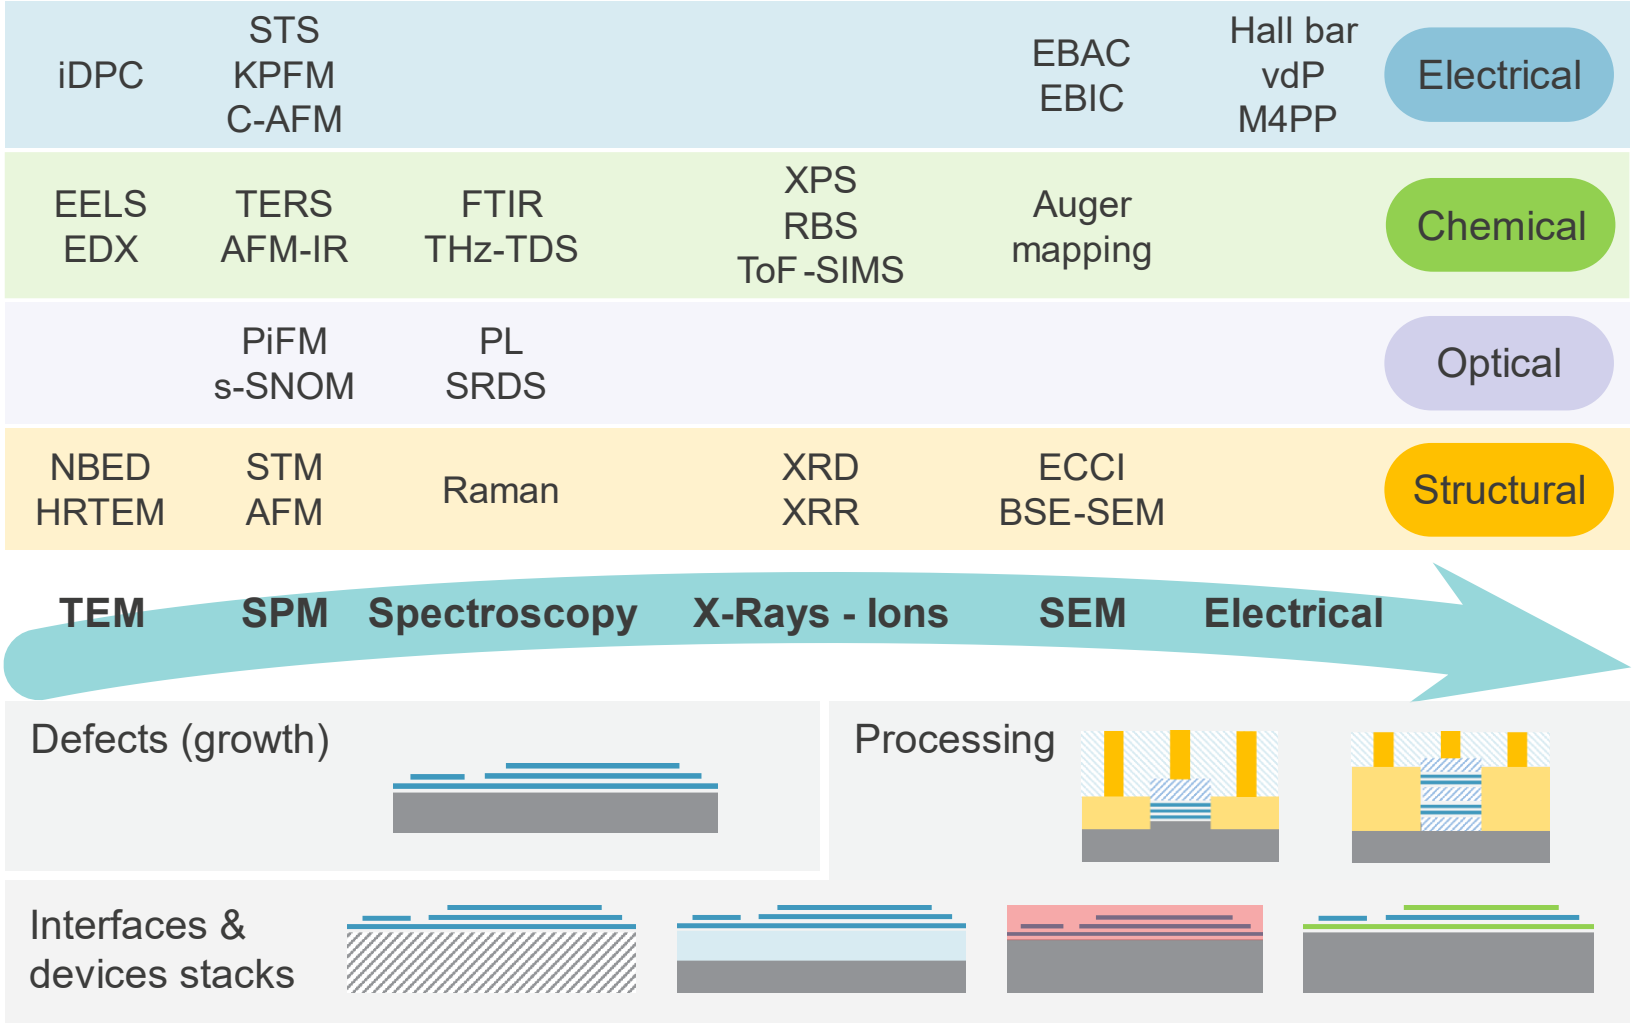 iDPC
STS
KPFM
C-AFM
EBAC
EBIC
Hall bar
vdP
M4PP
Electrical
EELS
EDX
TERS
AFM-IR
FTIR
THz-TDS
XPS
RBS
ToF-SIMS
Auger
mapping
Chemical
PiFM
s-SNOM
PL
SRDS
Optical
NBED
HRTEM
STM
AFM
Raman
XRD
XRR
ECCI
BSE-SEM
Structural
TEM
SPM
Spectroscopy
X-Rays - Ions
SEM
Electrical
Defects (growth)
Processing
Interfaces &
devices stacks